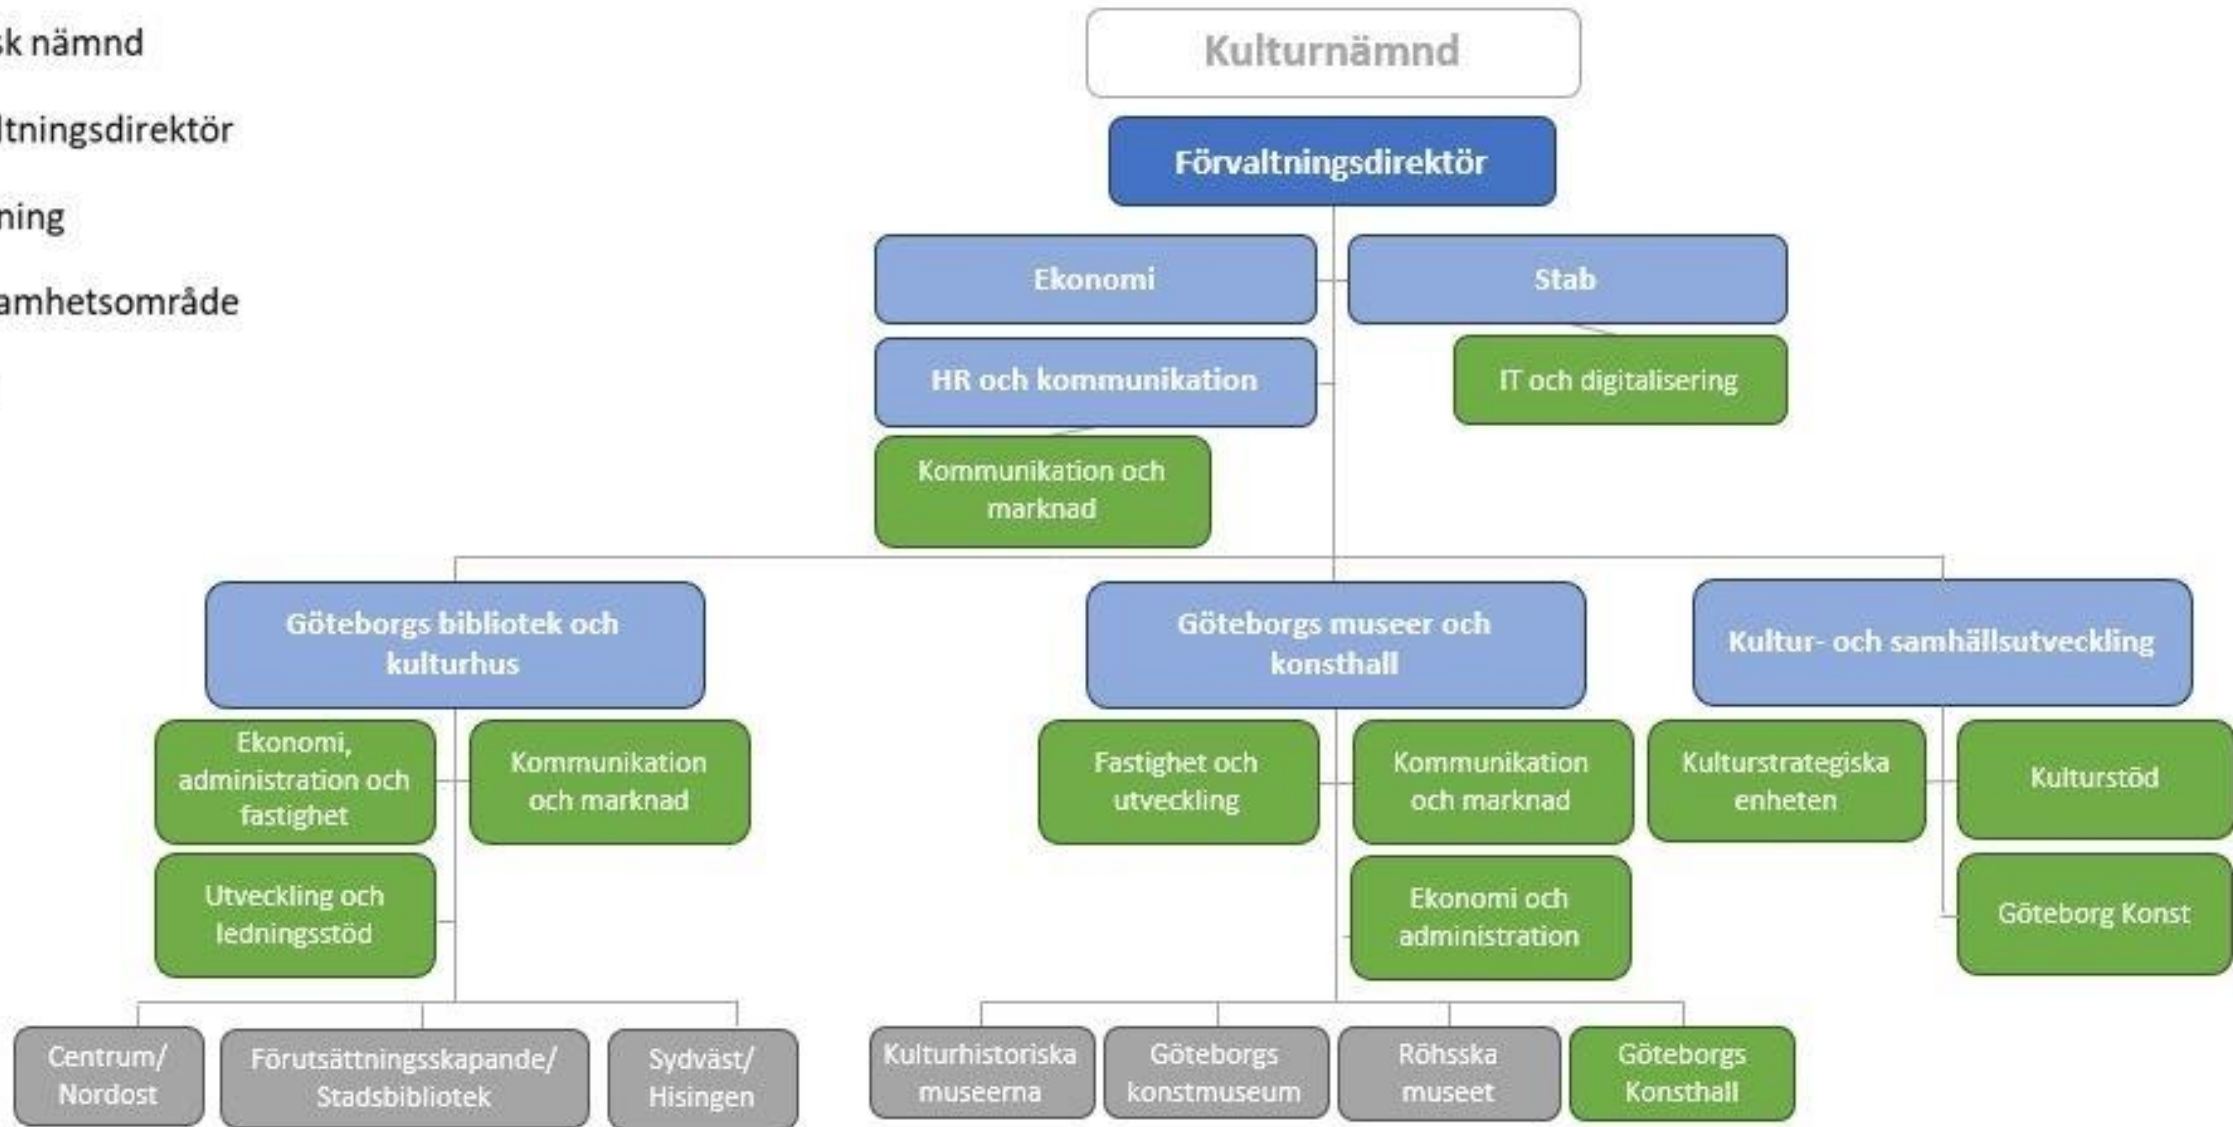 sk nämnd
ltningsdirektör
ning
amhetsområde
Kulturnämnd
Förvaltningsdirektör
Ekonomi
Stab
HR och kommunikation
IT och digitalisering
Kommunikation och
marknad
Göteborgs bibliotek och
kulturhus
Göteborgs museer och
konsthall
Kultur- och samhällsutveckling
Ekonomi,
administration och
fastighet
Kommunikation
och marknad
Utveckling och
ledningsstöd
Fastighet och
utveckling
Kommunikation
och marknad
Ekonomi och
administration
Kulturstrategiska
enheten
Kulturstöd
Göteborg Konst
Centrum/
Nordost
Förutsättningsskapande/
Stadsbibliotek
Sydväst/
Hisingen
Kulturhistoriska
museerna
Göteborgs
konstmuseum
Röhsska
museet
Göteborgs
Konsthall